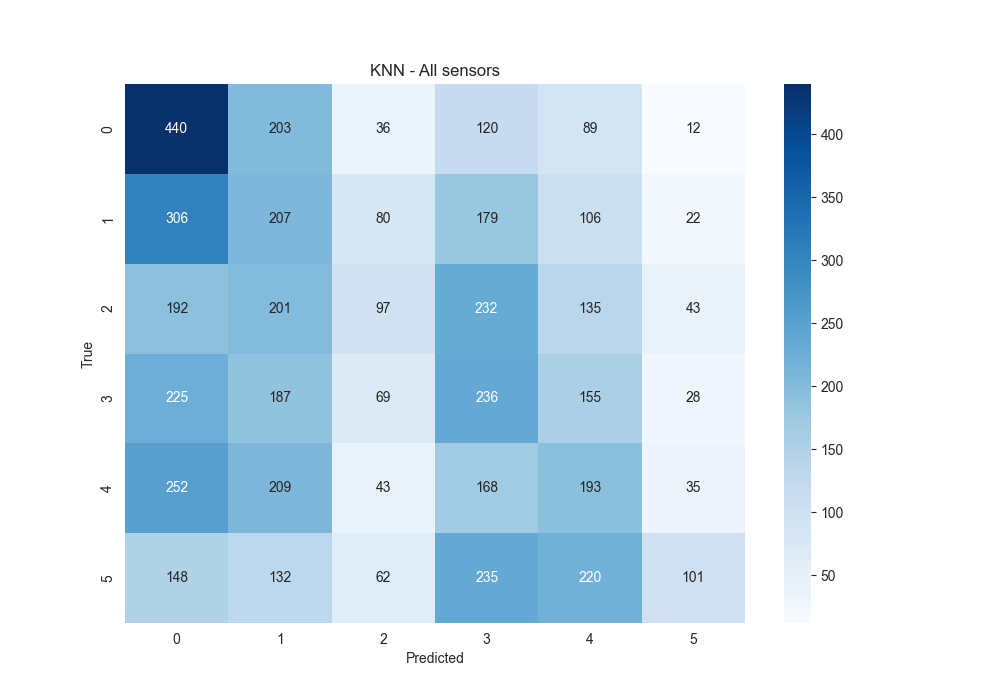 KNN - All sensors
0 440 203 36 120 89 12
1 306 207 80 179 106 22
2 192 201 97 232 135 43
3 225 187 69 236 155 28
4 252 209 43 168 193 35
5 148 132 62 235 220 101
0 1 2 3 4 5
Predicted
True
400
350
300
250
200
150
100
50